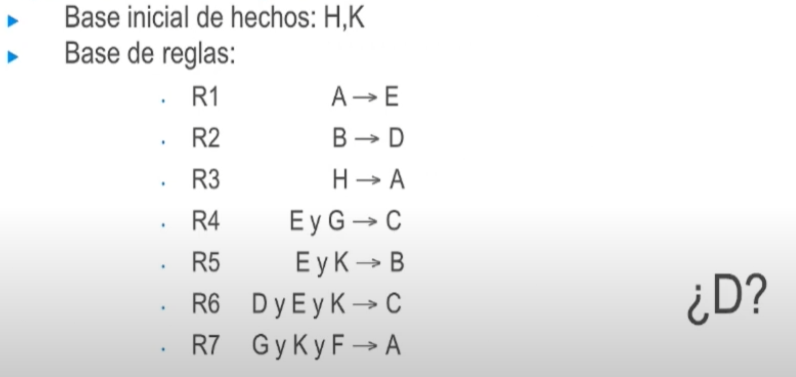 Base inicial de hechos: H,K
Base de reglas:
R1 A → E
R2 B → D
R3 H → A
R4 E y G → C
R5 E y K → B
R6 D y E y K → C
R7 G y K y F → A
¿D?